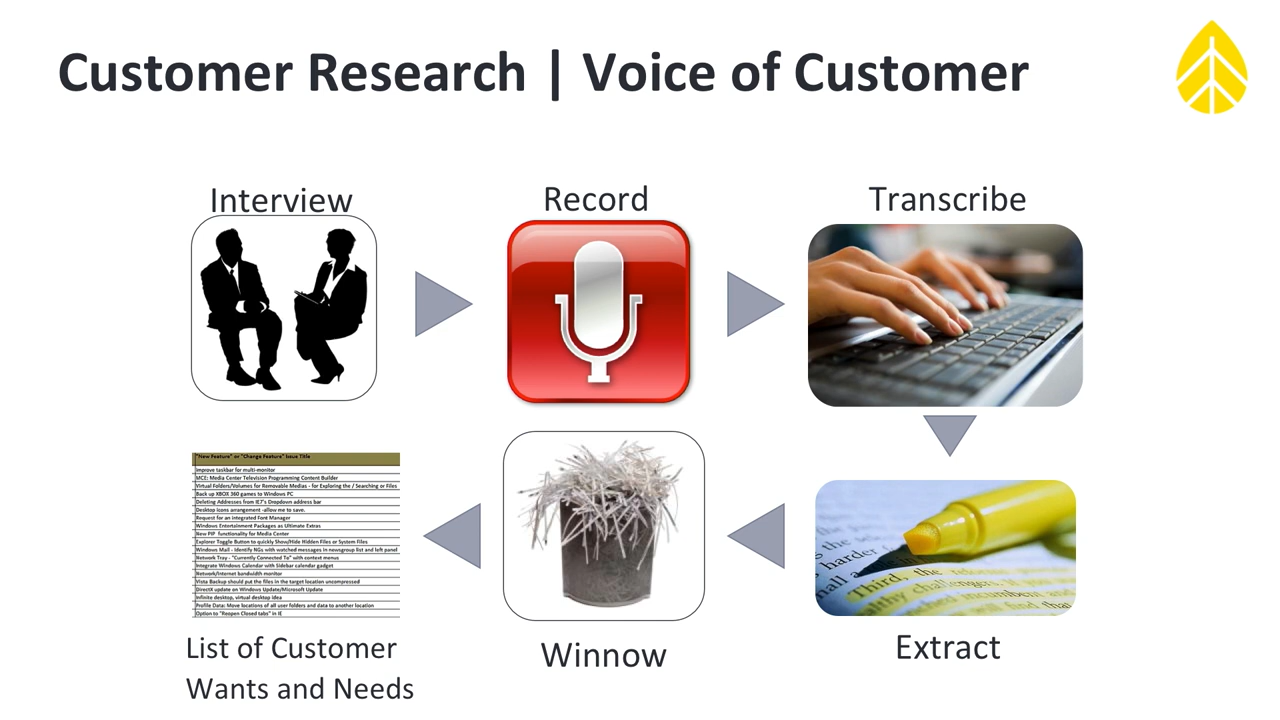 Customer Research | Voice of Customer
Interview
Record
Transcribe
"New Feature" or "Change Feature" Issue Title
Improve taskbar for multi-monitor
MCE: Media Center Television Programming Content Builder
Virtual Folders/Volumes for Removable Medias - for Exploring the / Searching or Files
Back up XBOX 360 games to Windows PC
Deleting Addresses from IE7's Dropdown address bar
Desktop icons arrangement -allow me to save.
Request for an integrated Font Manager
Windows Entertainment Packages as Ultimate Extras
New PIP functionality for Media Center
Explorer Toggle Button to quickly Show/Hide Hidden Files or System Files
Windows Mail - Identify NGs with watched messages in newsgroup list and left panel
Network Tray - "Currently Connected To" with context menus
Integrate Windows Calendar with Sidebar calendar gadget
Network/Internet bandwidth monitor
Vista Backup should put the files in the target location uncompressed
DirectX update on Windows Update/Microsoft Update
Infinite desktop, virtual desktop idea
Profile Data: Move locations of all user folders and data to another location
Option to "Reopen Closed tabs" in IE
harder
Third, the
challenges
than
List of Customer
Wants and Needs
Winnow
Extract